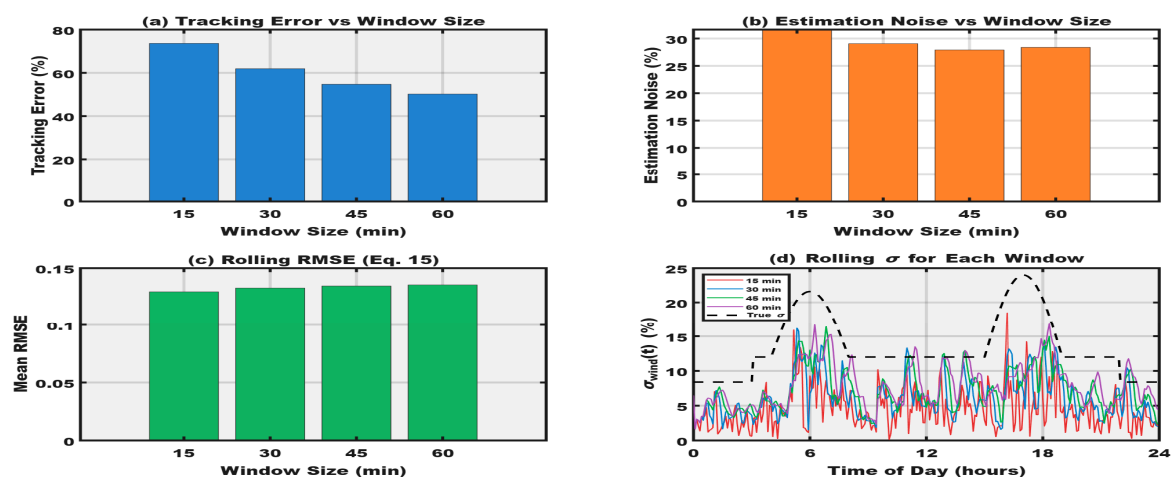 (a) Tracking Error vs Window Size
80
60
40
20
0
Tracking Error (%)
15 30 45 60
Window Size (min)
(b) Estimation Noise vs Window Size
30
25
20
15
10
5
0
Estimation Noise (%)
15 30 45 60
Window Size (min)
(c) Rolling RMSE (Eq. 15)
0.15
0.1
0.05
0
Mean RMSE
15 30 45 60
Window Size (min)
(d) Rolling σ for Each Window
25
20
15
10
5
0
σwind(t) (%)
15 min
30 min
45 min
60 min
True σ
0 6 12 18 24
Time of Day (hours)